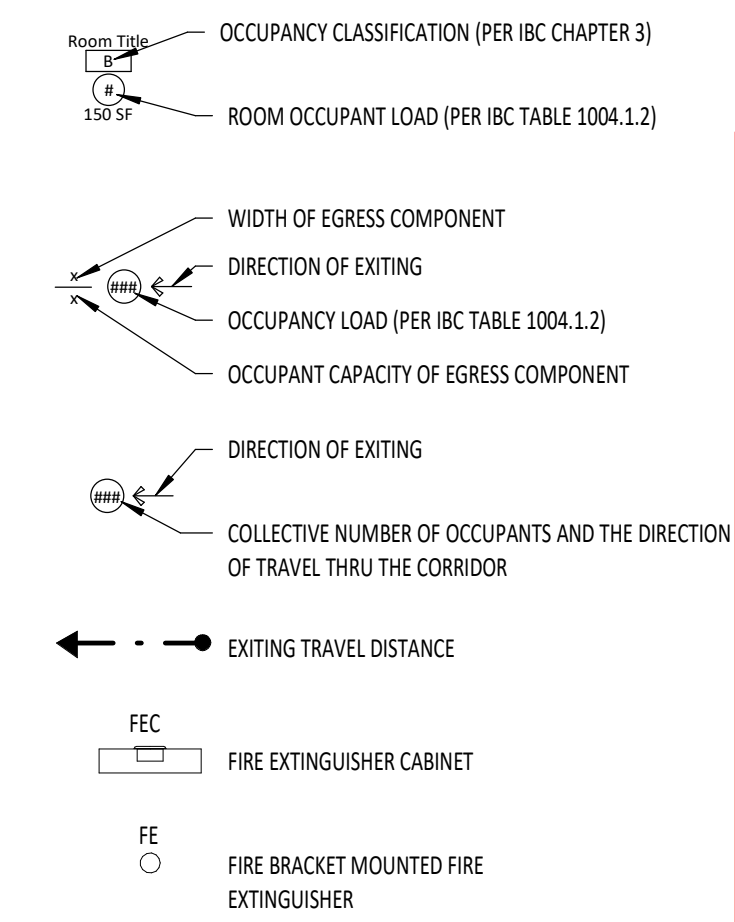 Room Title
B
#
150 SF
OCCUPANCY CLASSIFICATION (PER IBC CHAPTER 3)
ROOM OCCUPANT LOAD (PER IBC TABLE 1004.1.2)
x
x
###
WIDTH OF EGRESS COMPONENT
DIRECTION OF EXITING
OCCUPANCY LOAD (PER IBC TABLE 1004.1.2)
OCCUPANT CAPACITY OF EGRESS COMPONENT
###
DIRECTION OF EXITING
COLLECTIVE NUMBER OF OCCUPANTS AND THE DIRECTION
OF TRAVEL THRU THE CORRIDOR
EXITING TRAVEL DISTANCE
FEC
FIRE EXTINGUISHER CABINET
FE
FIRE BRACKET MOUNTED FIRE
EXTINGUISHER